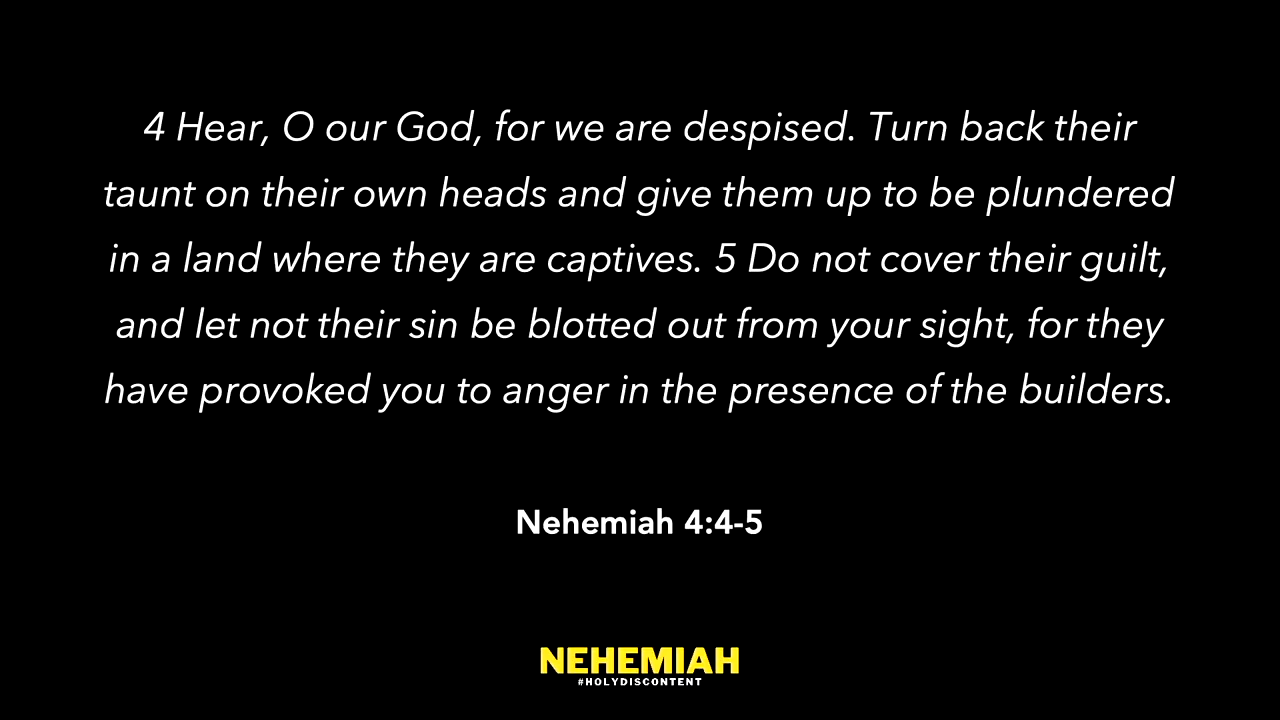 4 Hear, O our God, for we are despised. Turn back their
taunt on their own heads and give them up to be plundered
in a land where they are captives. 5 Do not cover their guilt,
and let not their sin be blotted out from your sight, for they
have provoked you to anger in the presence of the builders.
Nehemiah 4:4-5
NEHEMIAH
#HOLYDISCONTENT